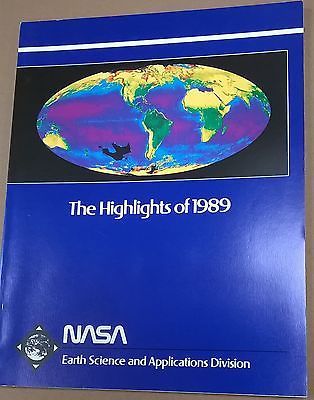 The Highlights of 1989
NASA
Earth Science and Applications Division